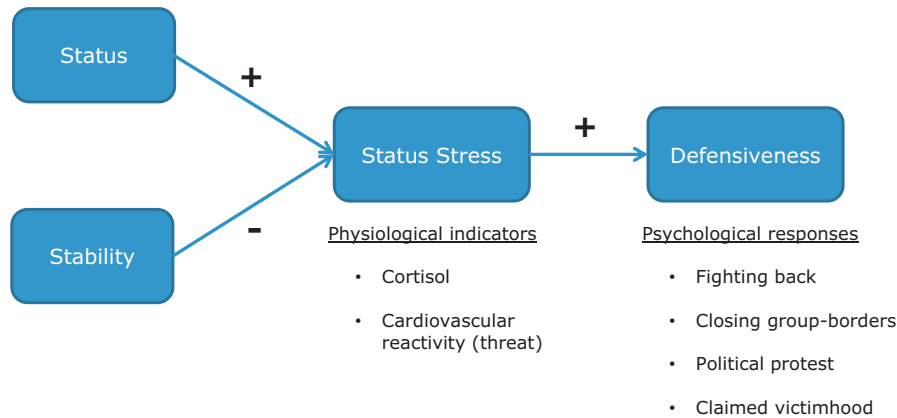 Status
+
Status Stress
+
Defensiveness
Stability
-
Physiological indicators
• Cortisol
• Cardiovascular
reactivity (threat)
Psychological responses
• Fighting back
• Closing group-borders
• Political protest
• Claimed victimhood